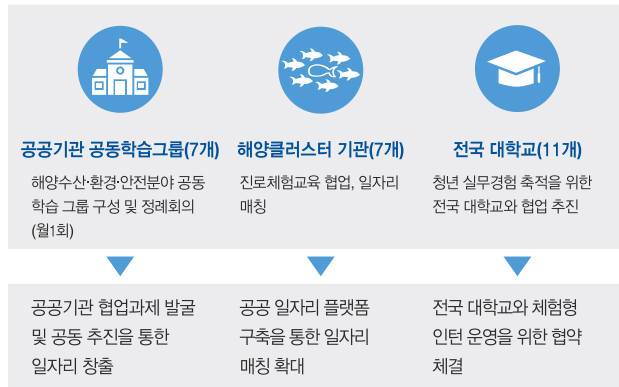 공공기관 공동학습그룹(7개)
해양수산·환경·안전분야 공동
학습 그룹 구성 및 정례회의
(월1회)
해양클러스터 기관(7개)
진로체험교육 협업, 일자리
매칭
전국 대학교(11개)
청년 실무경험 축적을 위한
전국 대학교와 협업 추진
공공기관 협업과제 발굴
및 공동 추진을 통한
일자리 창출
공공 일자리 플랫폼
구축을 통한 일자리
매칭 확대
전국 대학교와 체험형
인턴 운영을 위한 협약
체결